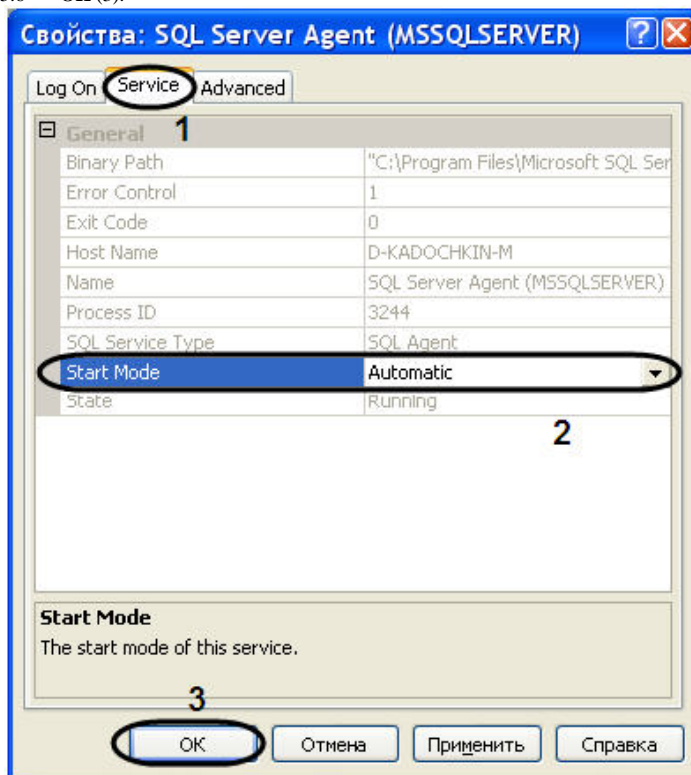 OK (3).
Свойства: SQL Server Agent (MSSQLSERVER)
Log On Service Advanced
1
General
Binary Path "C:\Program Files\Microsoft SQL Ser
Error Control 1
Exit Code 0
Host Name D-KADOCHKIN-M
Name SQL Server Agent (MSSQLSERVER)
Process ID 3244
SQL Service Type SQL Agent
Start Mode Automatic
State Running
2
Start Mode
The start mode of this service.
3
OK Отмена Применить Справка